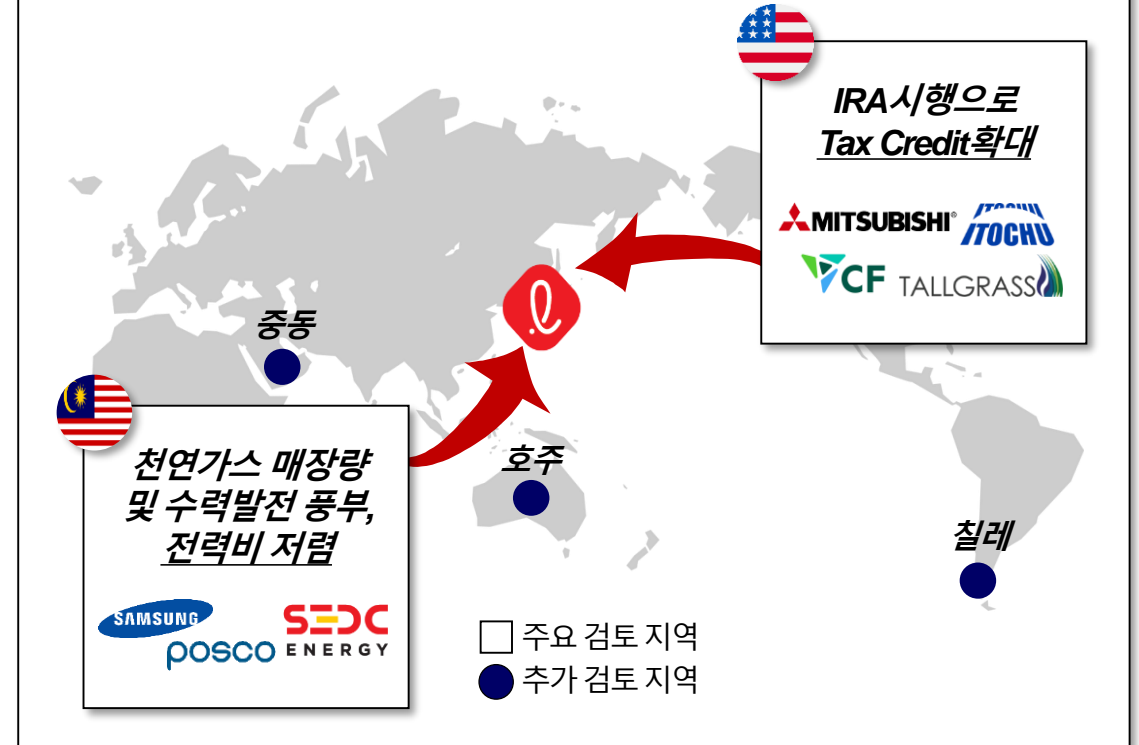 IRA시행으로
Tax Credit확대
MITSUBISHI
ITOCHU
ITOCHU
CF
TALLGRASS
중동
천연가스 매장량
및 수력발전 풍부,
전력비 저렴
SAMSUNG
posco
SEDC
ENERGY
호주
칠레
주요 검토 지역
추가 검토 지역